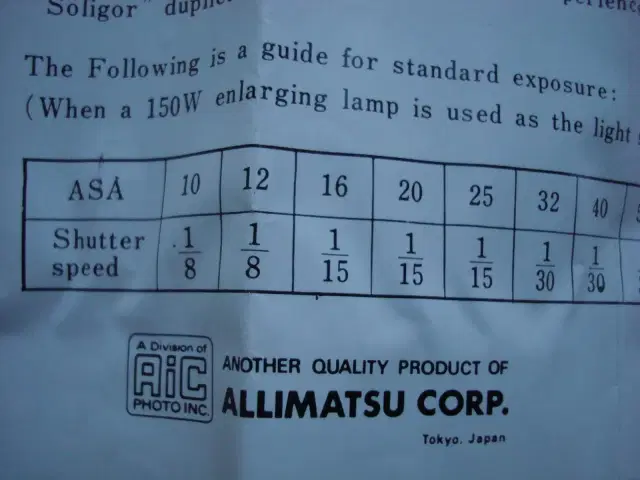 Soligor"
The Following is a guide for standard exposure:
(When a 150W enlarging lamp is used as the light
ASA 10 12 16 20 25 32 40
Shutter speed 1/8 1/8 1/15 1/15 1/15 1/30 1/30
A Division of
AiC
PHOTO INC.
ANOTHER QUALITY PRODUCT OF
ALLIMATSU CORP.
Tokyo, Japan